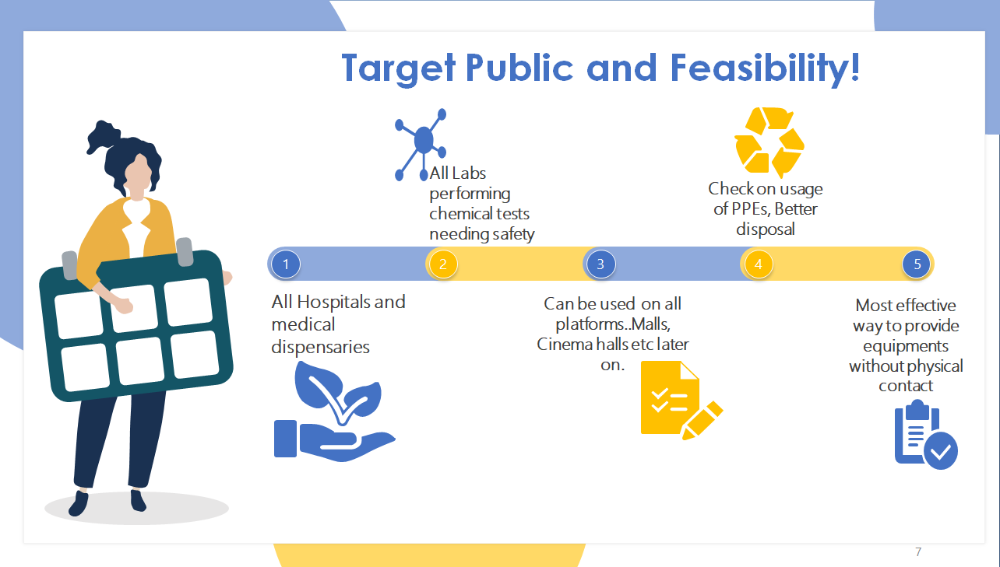 Target Public and Feasibility!
All Labs
performing
chemical tests
needing safety
Check on usage
of PPEs, Better
disposal
1
2
3
4
5
All Hospitals and
medical
dispensaries
Can be used on all
platforms..Malls,
Cinema halls etc later
on.
Most effective
way to provide
equipments
without physical
contact
7